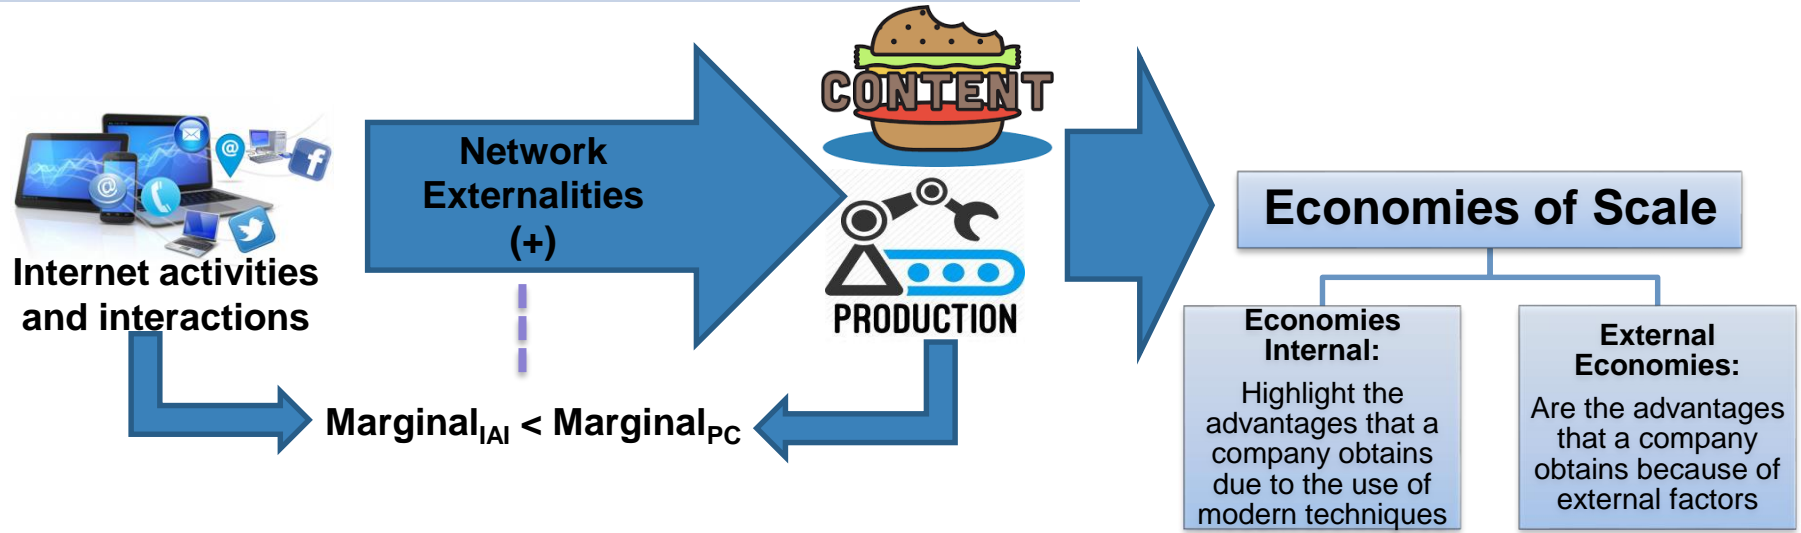 Internet activities
and interactions
Network
Externalities
(+)
CONTENT
PRODUCTION
Marginal_IAI < Marginal_PC
Economies of Scale
Economies
Internal:
Highlight the
advantages that a
company obtains
due to the use of
modern techniques
External
Economies:
Are the advantages
that a company
obtains because of
external factors